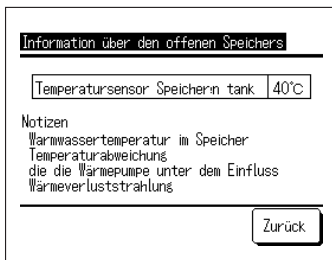 Information über den offenen Speichers
Temperatursensor Speicher:n tank 40°C
Notizen
Warmwassertemperatur im Speicher
Temperaturabweichung
die die Wärmepumpe unter dem Einfluss
Wärmeverluststrahlung
Zurück